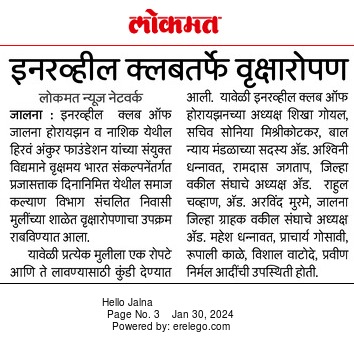 लोकमत
इनरव्हील क्लबतर्फे वृक्षारोपण
लोकमत न्यूज नेटवर्क
जालना : इनरव्हील क्लब ऑफ
जालना होरायझन व नाशिक येथील
हिरवं अंकुर फाउंडेशन यांच्या संयुक्त
विद्यमाने वृक्षमय भारत संकल्पनेंतर्गत
प्रजासत्ताक दिनानिमित्त येथील समाज
कल्याण विभाग संचलित निवासी
मुलींच्या शाळेत वृक्षारोपणाचा उपक्रम
राबविण्यात आला.
यावेळी प्रत्येक मुलीला एक रोपटे
आणि ते लावण्यासाठी कुंडी देण्यात
आली. यावेळी इनरव्हील क्लब ऑफ
होरायझनच्या अध्यक्ष शिखा गोयल,
सचिव सोनिया मिश्रीकोटकर, बाल
न्याय मंडळाच्या सदस्य अ‍ॅड. अश्विनी
धन्नावत, रामदास जगताप, जिल्हा
वकील संघाचे अध्यक्ष अ‍ॅड. राहुल
चव्हाण, अ‍ॅड. अरविंद मुरमे, जालना
जिल्हा ग्राहक वकील संघाचे अध्यक्ष
अ‍ॅड. महेश धन्नावत, प्राचार्य गोसावी,
रूपाली काळे, विशाल वाटोदे, प्रवीण
निर्मल आदींची उपस्थिती होती.
Hello Jalna
Page No. 3 Jan 30, 2024
Powered by: erelego.com